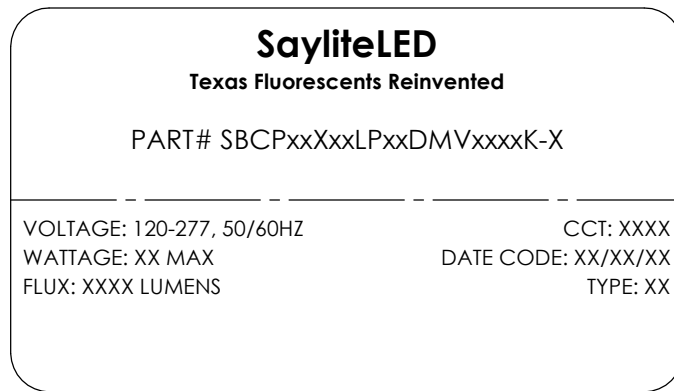 SayliteLED
Texas Fluorescents Reinvented
PART# SBCPxxXxxLPxxDMVxxxxK-X
VOLTAGE: 120-277, 50/60HZ
WATTAGE: XX MAX
FLUX: XXXX LUMENS
CCT: XXXX
DATE CODE: XX/XX/XX
TYPE: XX